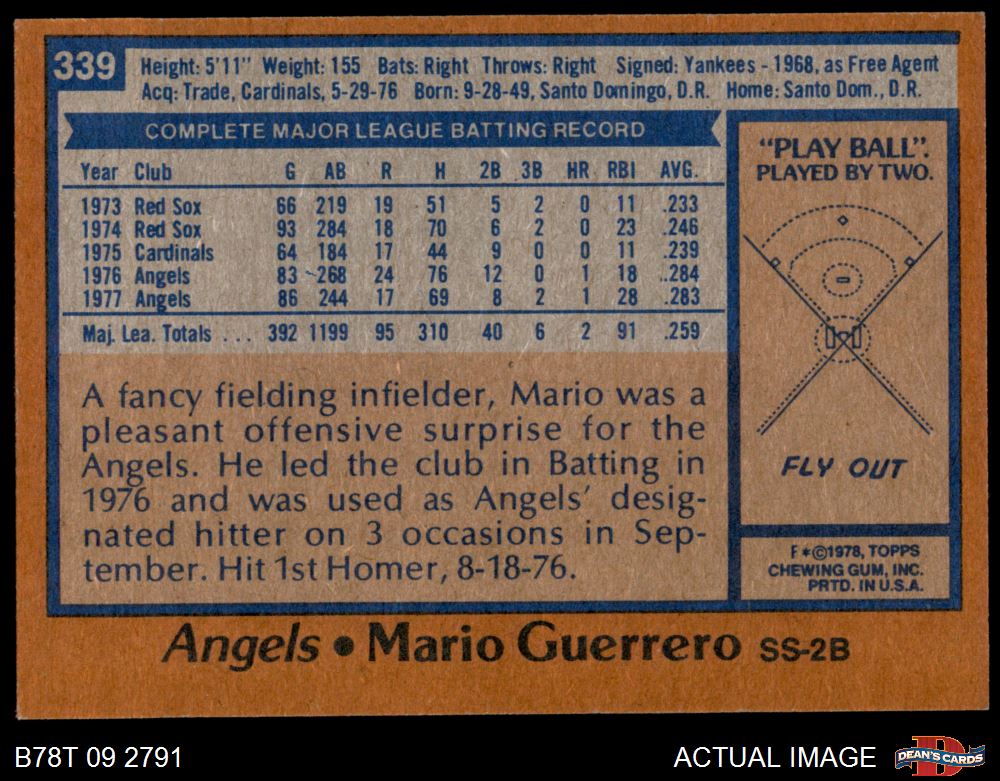 339
Height: 5'11" Weight: 155 Bats: Right Throws: Right Signed: Yankees - 1968, as Free Agent
Acq: Trade, Cardinals, 5-29-76 Born: 9-28-49, Santo Domingo, D.R. Home: Santo Dom., D.R.
COMPLETE MAJOR LEAGUE BATTING RECORD
Year Club G AB R H 2B 3B HR RBI AVG.
1973 Red Sox 66 219 19 51 5 2 0 11 .233
1974 Red Sox 93 284 18 70 6 2 0 23 .246
1975 Cardinals 64 184 17 44 9 0 0 11 .239
1976 Angels 83 268 24 76 12 0 1 18 .284
1977 Angels 86 244 17 69 8 2 1 28 .283
Maj. Lea. Totals . . . 392 1199 95 310 40 6 2 91 .259
A fancy fielding infielder, Mario was a
pleasant offensive surprise for the
Angels. He led the club in Batting in
1976 and was used as Angels' desig-
nated hitter on 3 occasions in Sep-
tember. Hit 1st Homer, 8-18-76.
"PLAY BALL".
PLAYED BY TWO.
FLY OUT
F *©1978, TOPPS
CHEWING GUM, INC.
PRTD. IN U.S.A.
Angels • Mario Guerrero SS-2B
B78T 09 2791
ACTUAL IMAGE
D
DEAN'S CARDS